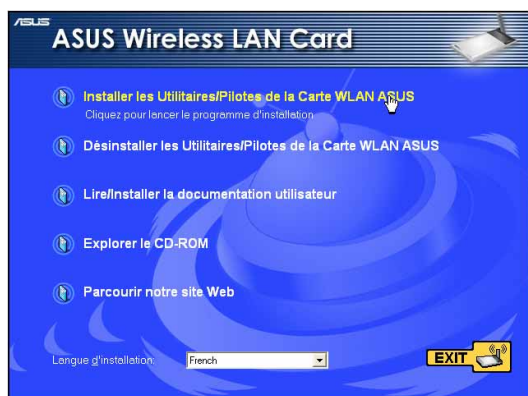 ASUS
ASUS Wireless LAN Card
Installer les Utilitaires/Pilotes de la Carte WLAN ASUS
Cliquez pour lancer le programme d'installation
Désinstaller les Utilitaires/Pilotes de la Carte WLAN ASUS
Lire/Installer la documentation utilisateur
Explorer le CD-ROM
Parcourir notre site Web
Langue d'installation: French
EXIT